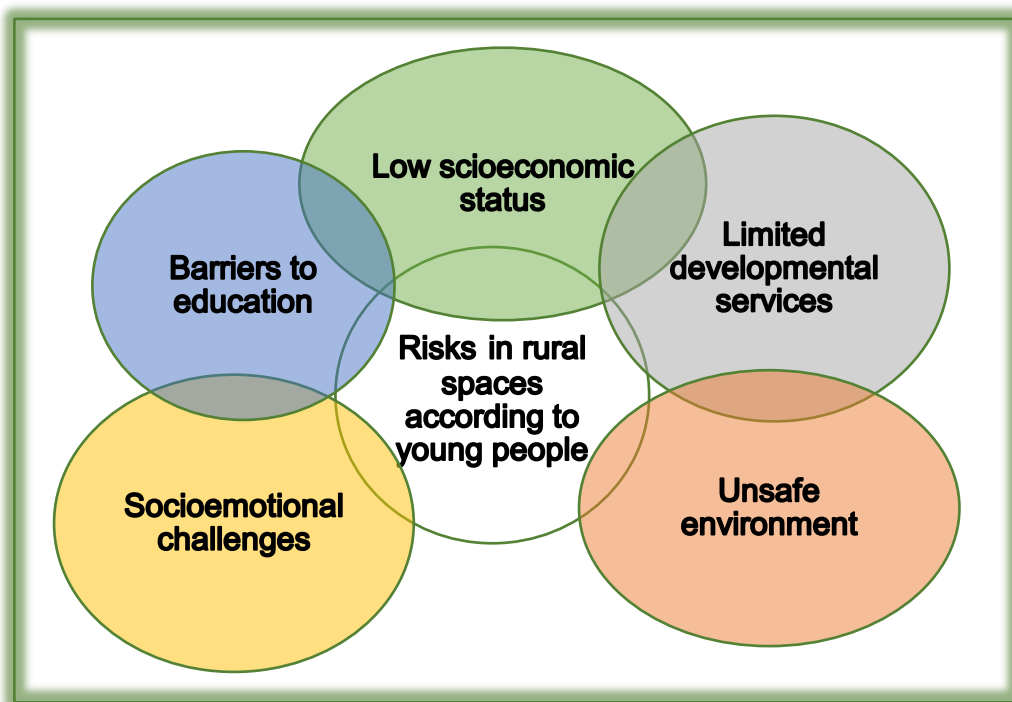 Low scioeconomic
status
Limited
developmental
services
Barriers to
education
Risks in rural
spaces
according to
young people
Socioemotional
challenges
Unsafe
environment